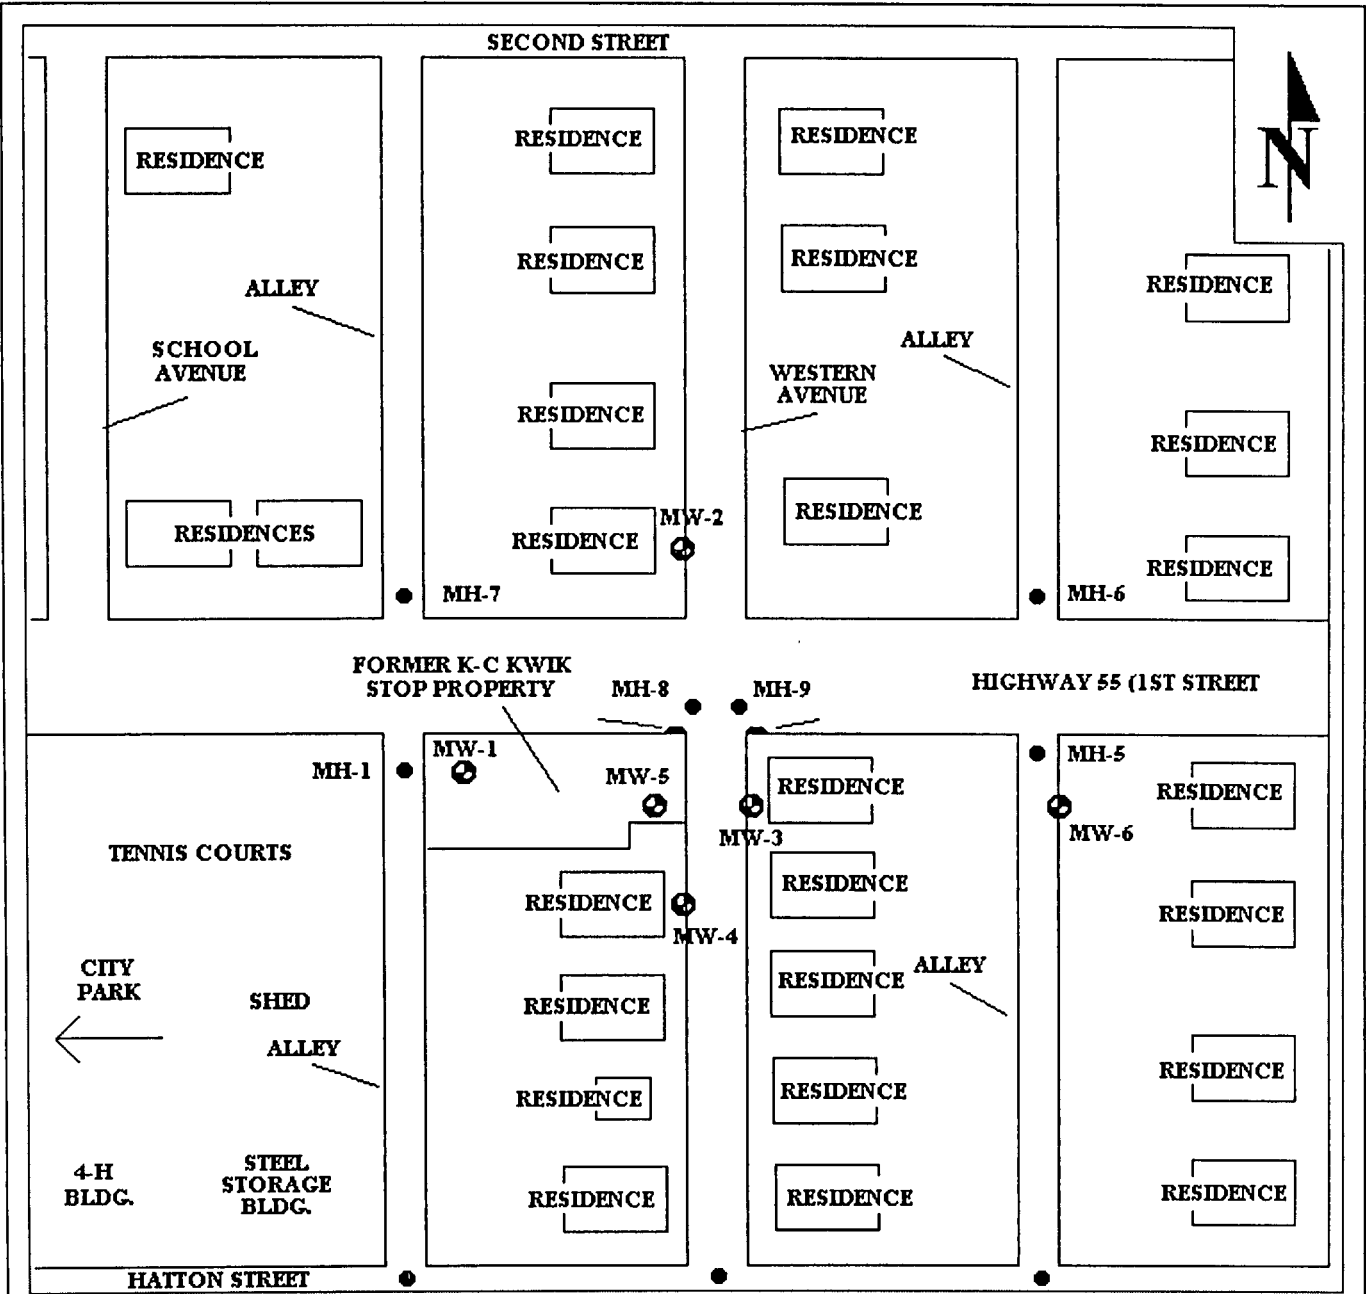 SECOND STREET
N
RESIDENCE
RESIDENCE
RESIDENCE
RESIDENCE
RESIDENCE
RESIDENCE
ALLEY
ALLEY
SCHOOL
AVENUE
WESTERN
AVENUE
RESIDENCE
RESIDENCE
RESIDENCE
MW-2
RESIDENCES
RESIDENCE
RESIDENCE
MH-7
MH-6
FORMER K-C KWIK
STOP PROPERTY
MH-8
MH-9
HIGHWAY 55 (1ST STREET
MH-1
MW-1
MW-5
RESIDENCE
MH-5
RESIDENCE
MW-3
MW-6
TENNIS COURTS
RESIDENCE
RESIDENCE
RESIDENCE
MW-4
CITY
PARK
SHED
ALLEY
RESIDENCE
RESIDENCE
ALLEY
RESIDENCE
RESIDENCE
RESIDENCE
4-H
BLDG.
STEEL
STORAGE
BLDG.
RESIDENCE
RESIDENCE
RESIDENCE
HATTON STREET